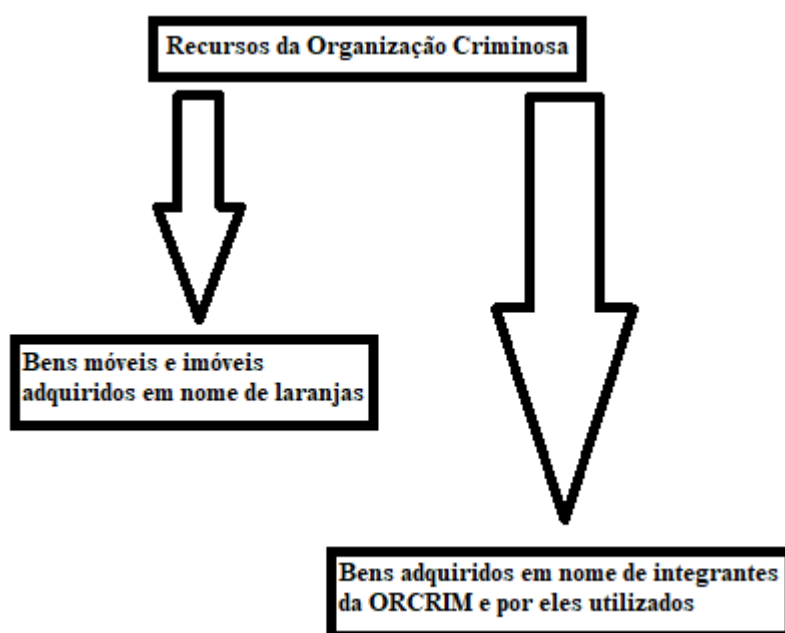 Recursos da Organização Criminosa
Bens móveis e imóveis
adquiridos em nome de laranjas
Bens adquiridos em nome de integrantes
da ORCRIM e por eles utilizados